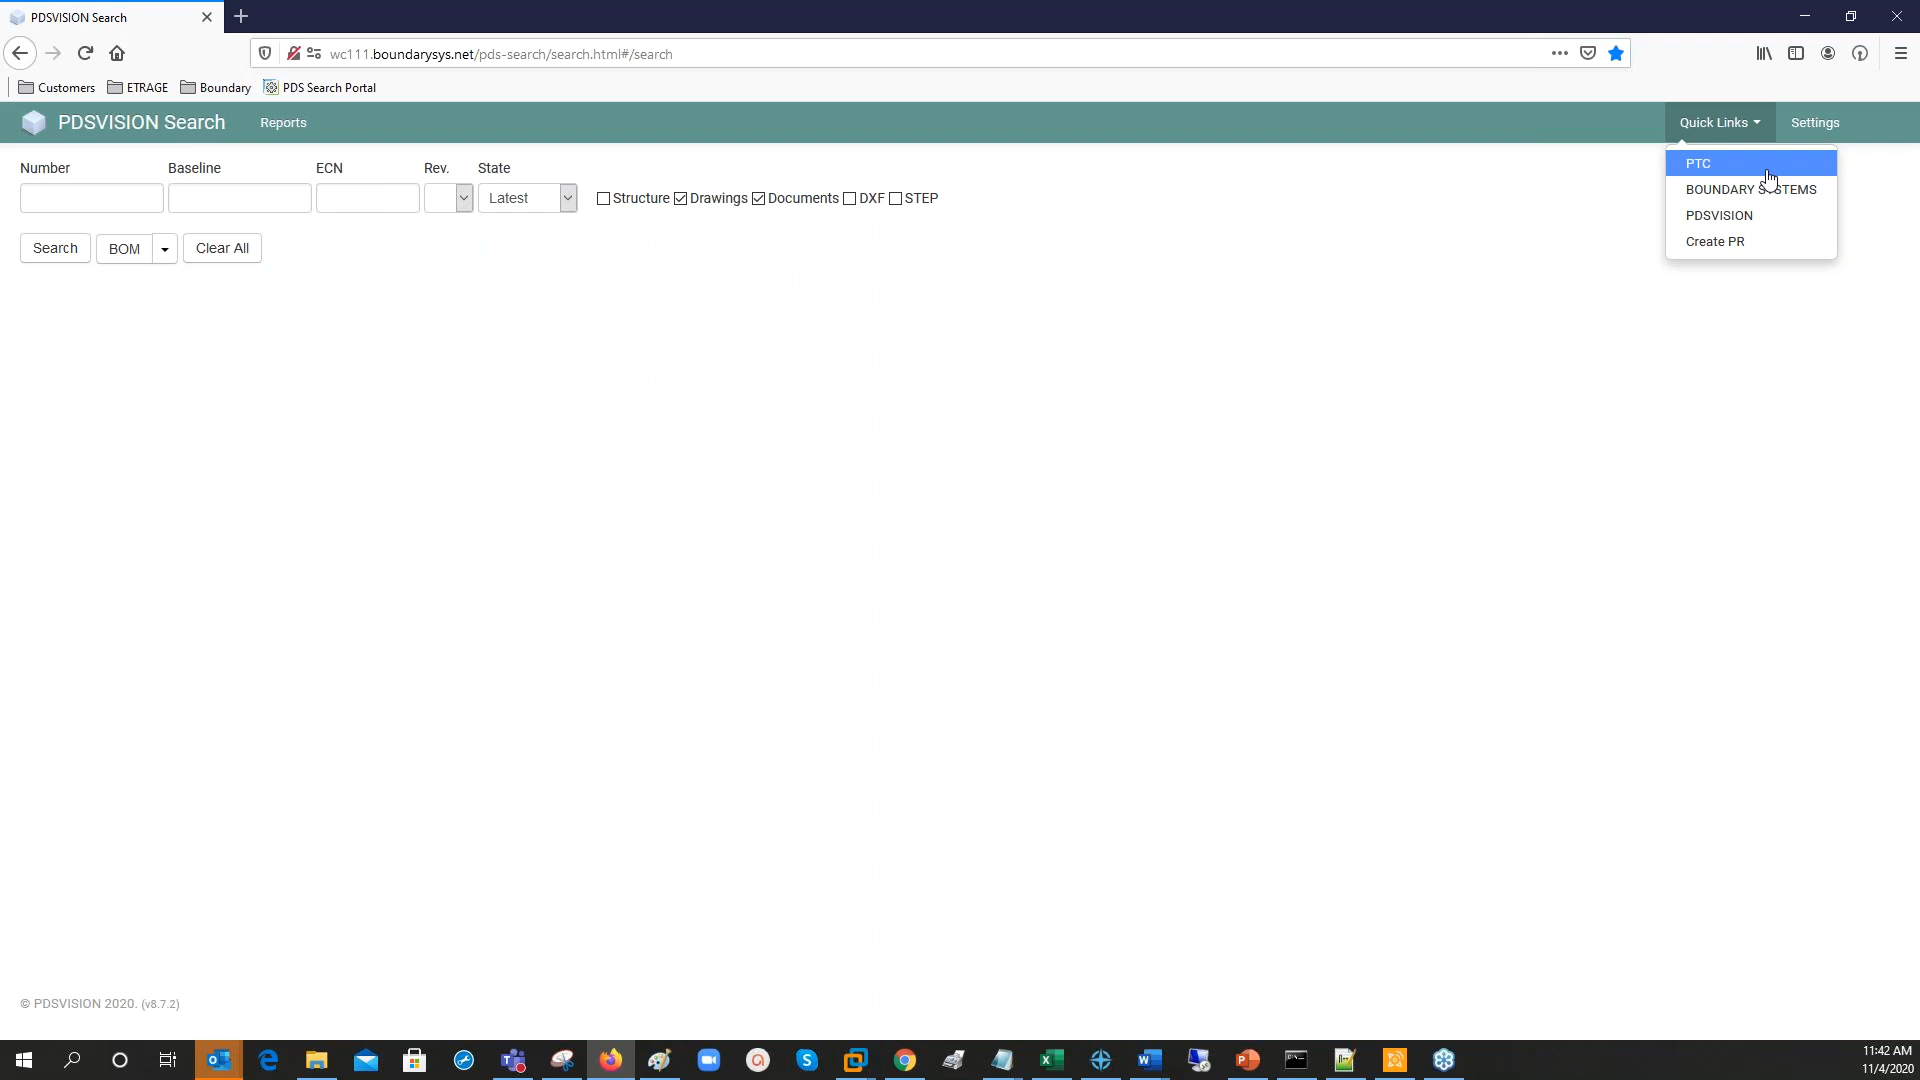 PDSVISION Search
wc111.boundarysys.net/pds-search/search.html#/search
Customers ETRAGE Boundary PDS Search Portal
PDSVISION Search Reports Quick Links Settings
PTC
BOUNDARY SYSTEMS
PDSVISION
Create PR
Number Baseline ECN Rev. State
Latest Structure Drawings Documents DXF STEP
Search BOM Clear All
© PDSVISION 2020. (v8.7.2)
11:42 AM
11/4/2020